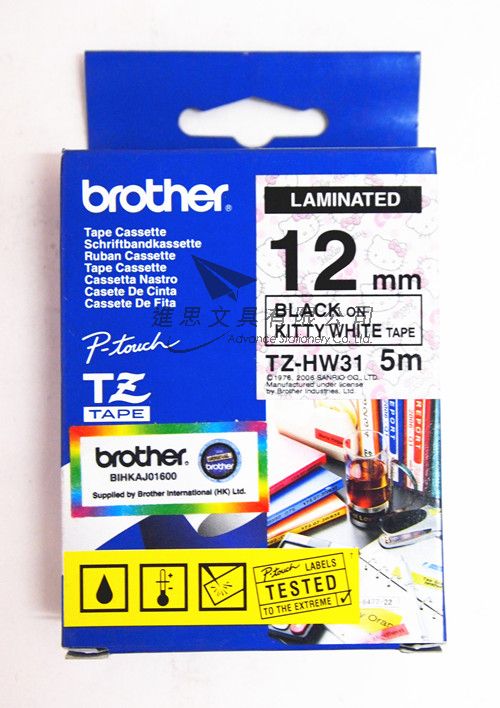 brother®
Tape Cassette
Schriftbandkassette
Ruban Cassette
Tape Cassette
Cassetta Nastro
Casete De Cinta
Cassete De Fita
P-touch
TZ
TAPE
LAMINATED
12 mm
BLACK ON
KITTY WHITE TAPE
TZ-HW31 5m
©1976, 2006 SANRIO CO., LTD.
Manufactured under license
by Brother Industries, Ltd.
進思文具有限公司
Advance Stationery Co. Ltd.
brother®
BIHKAJ01600
Supplied by Brother International (HK) Ltd.
brother
REPORT
REPORT
P-touch LABELS
TESTED
TO THE EXTREME